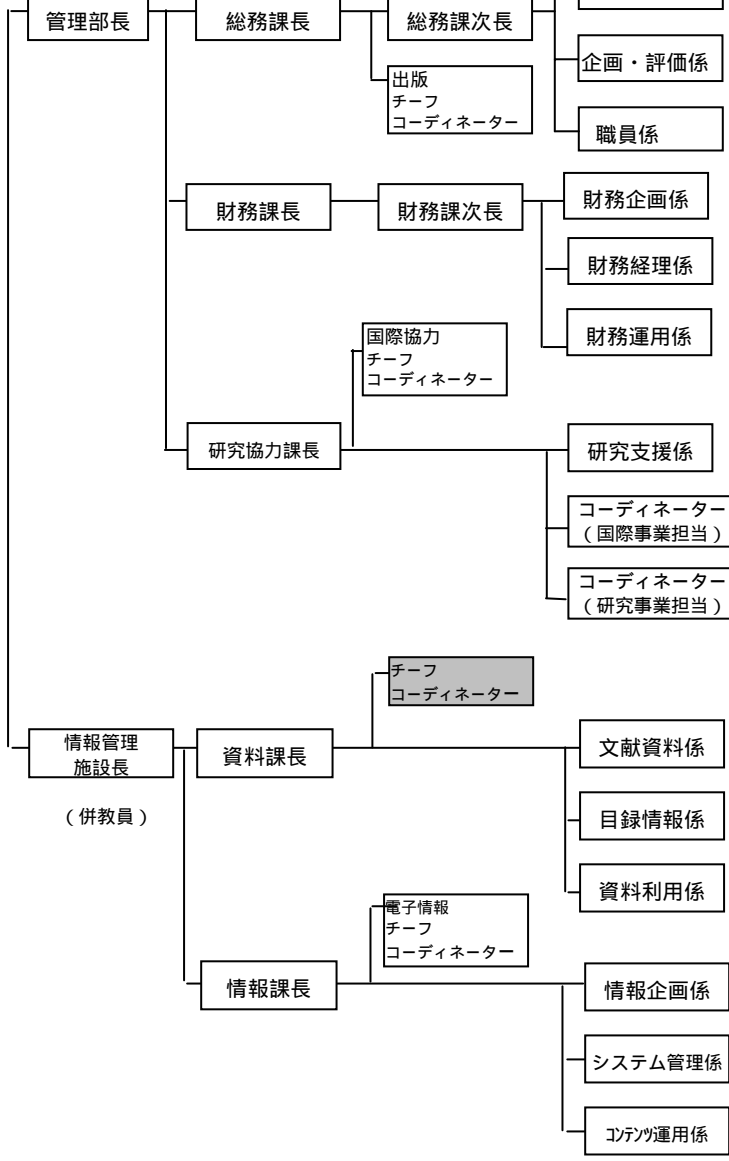 管理部長
総務課長
総務課次長
企画・評価係
出版
チーフ
コーディネーター
職員係
財務課長
財務課次長
財務企画係
財務経理係
財務運用係
国際協力
チーフ
コーディネーター
研究協力課長
研究支援係
コーディネーター
(国際事業担当)
コーディネーター
(研究事業担当)
チーフ
コーディネーター
情報管理
施設長
(併教員)
資料課長
文献資料係
目録情報係
資料利用係
電子情報
チーフ
コーディネーター
情報課長
情報企画係
システム管理係
ｺﾝﾃﾝﾂ運用係